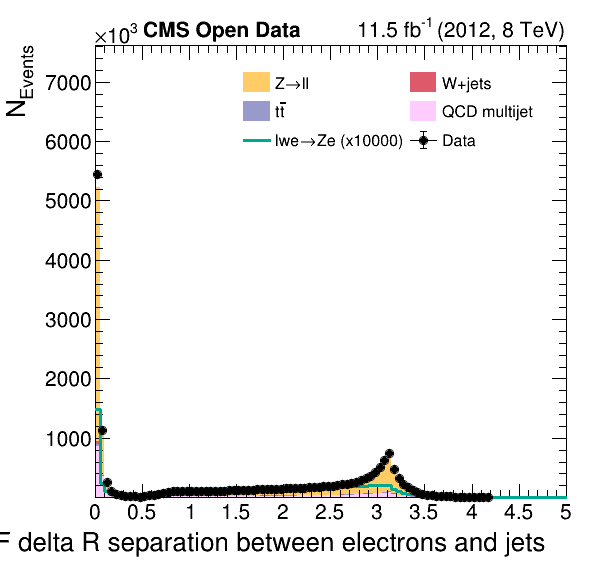 ×10³ CMS Open Data 11.5 fb⁻¹ (2012, 8 TeV)
N_Events
7000
6000
5000
4000
3000
2000
1000
Z→ll W+jets
tt̄ QCD multijet
lwe→Ze (x10000) Data
0 0.5 1 1.5 2 2.5 3 3.5 4 4.5 5
F delta R separation between electrons and jets